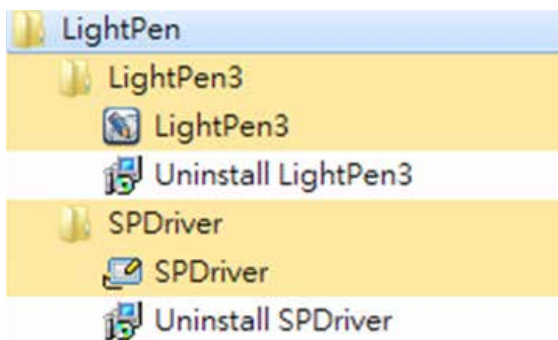 LightPen
LightPen3
LightPen3
Uninstall LightPen3
SPDriver
SPDriver
Uninstall SPDriver